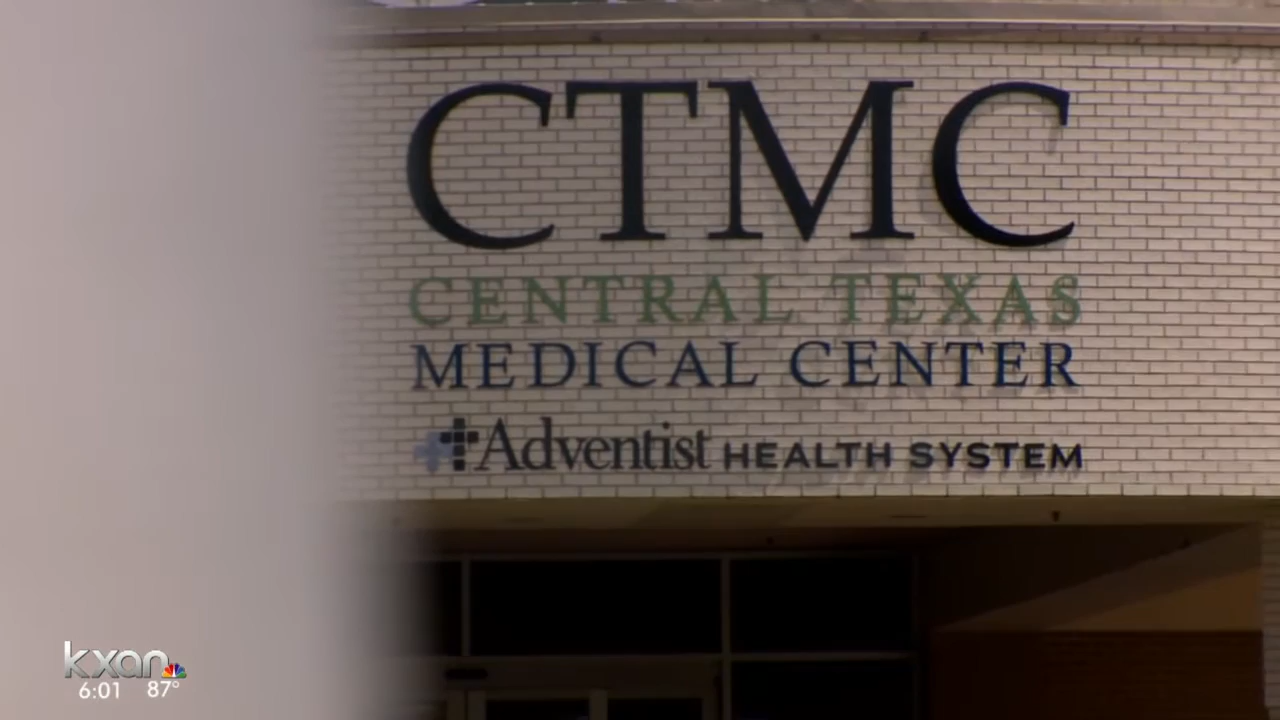 CTMC
CENTRAL TEXAS
MEDICAL CENTER
Adventist HEALTH SYSTEM
kxan
6:01 87°